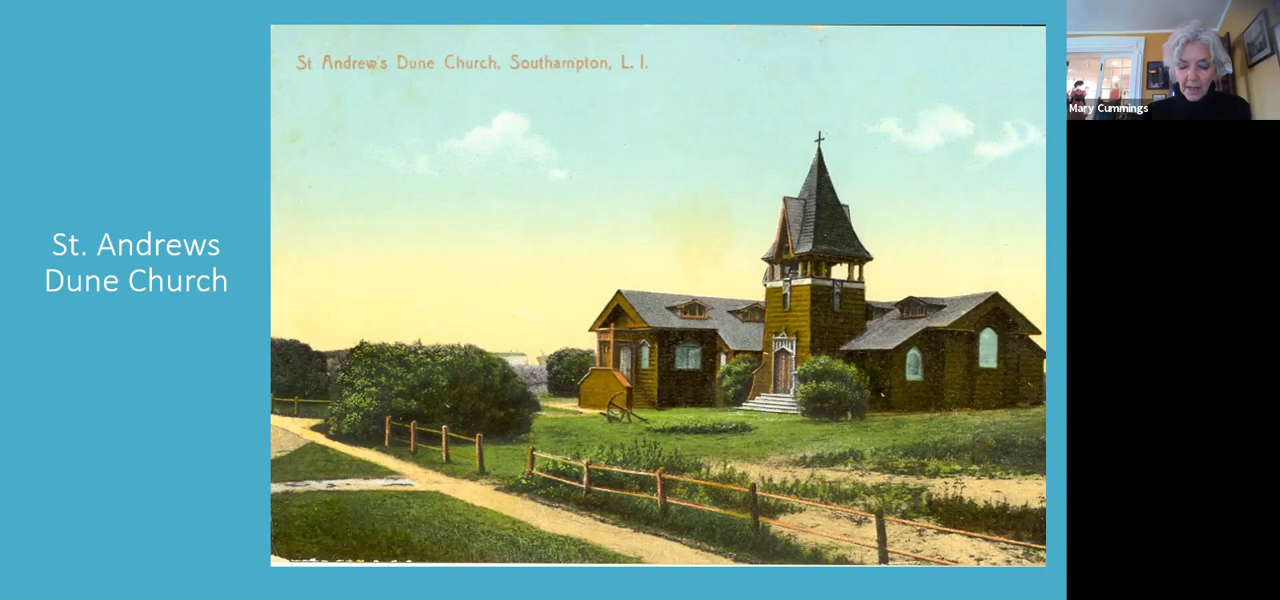 St. Andrews
Dune Church
St Andrew's Dune Church, Southampton, L. I.
Mary Cummings